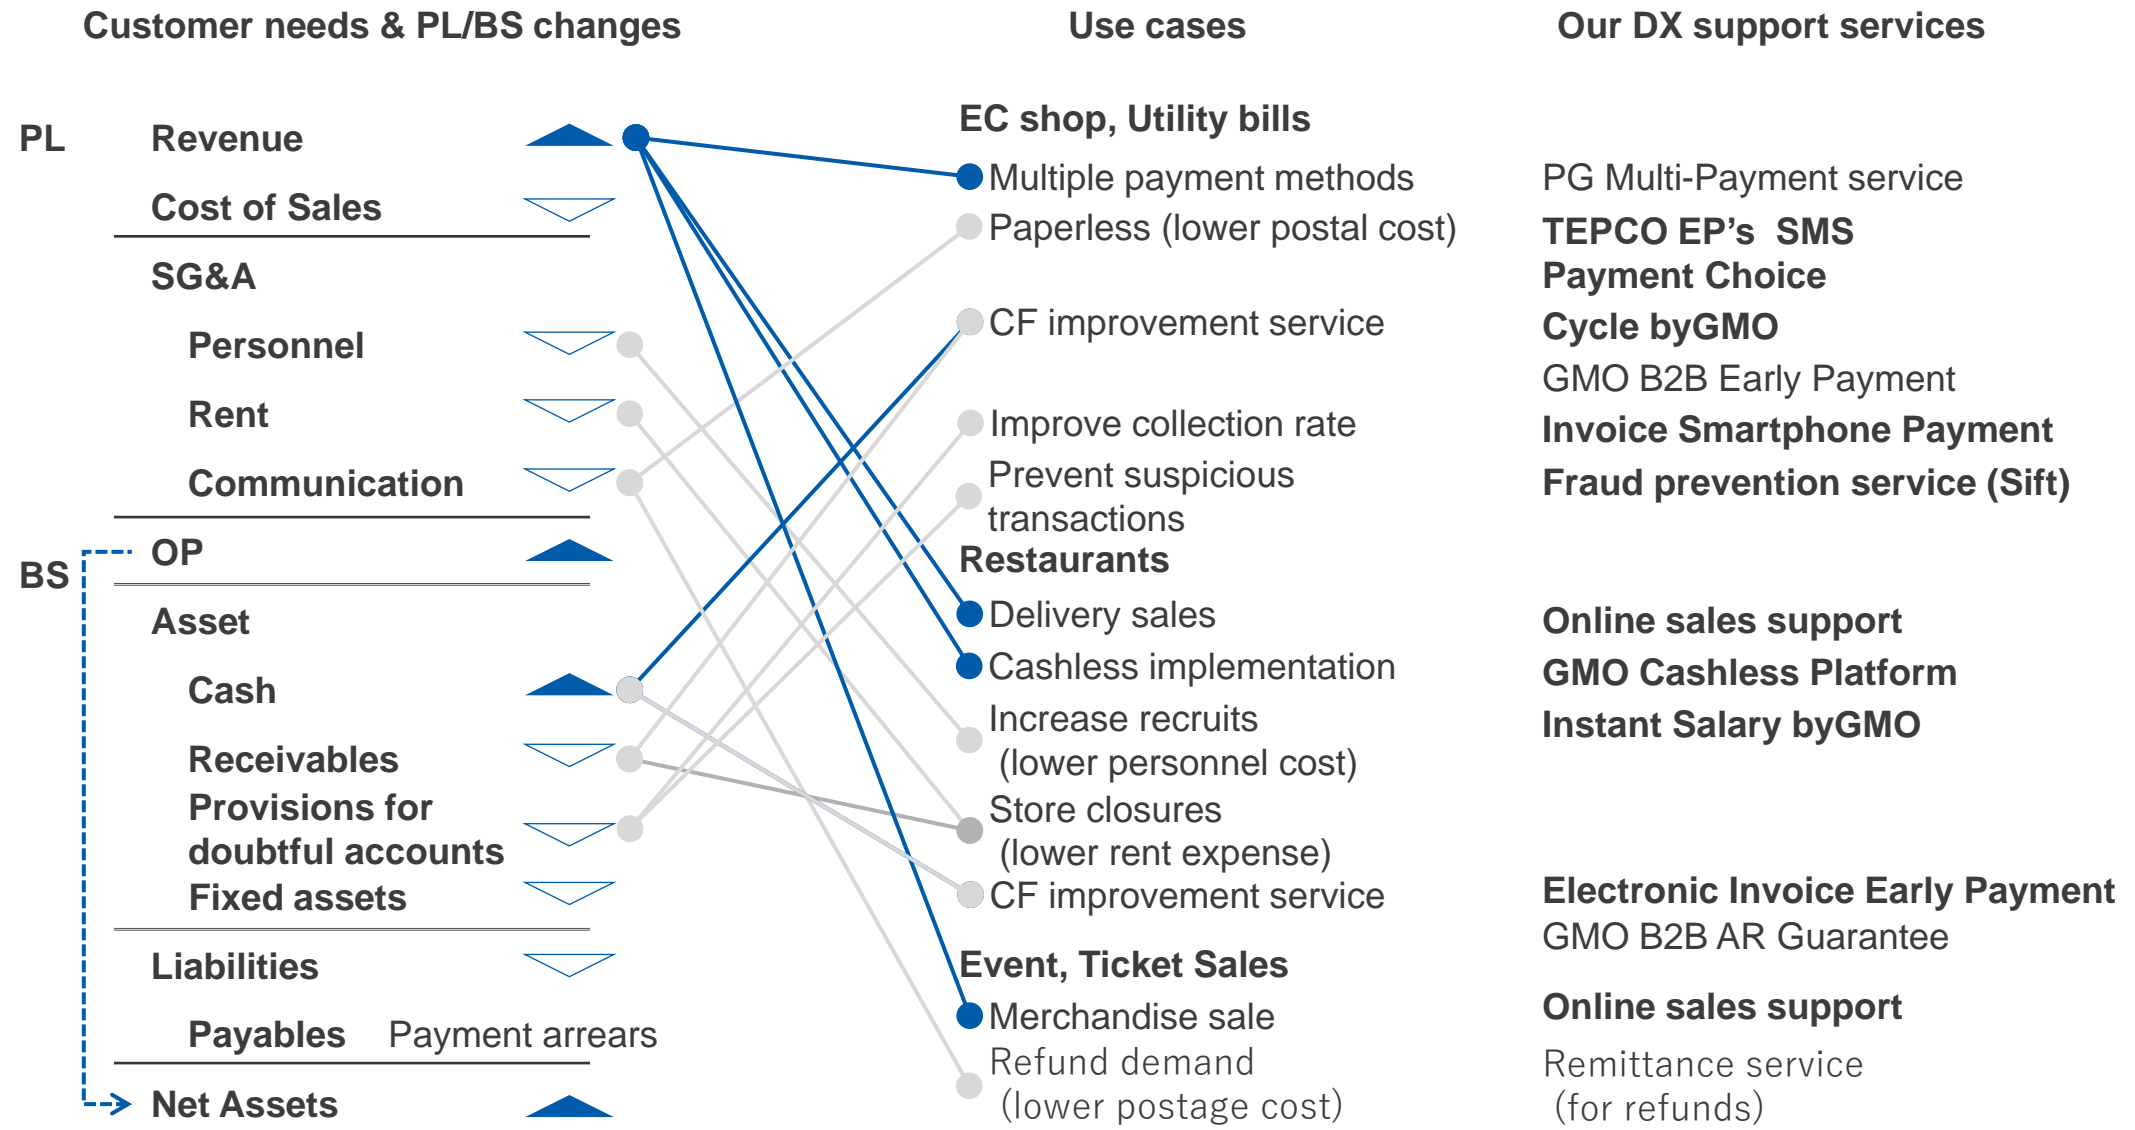 Customer needs & PL/BS changes
Use cases
Our DX support services
PL
Revenue
Cost of Sales
SG&A
Personnel
Rent
Communication
BS
OP
Asset
Cash
Receivables
Provisions for
doubtful accounts
Fixed assets
Liabilities
Payables Payment arrears
Net Assets
EC shop, Utility bills
Multiple payment methods
Paperless (lower postal cost)
CF improvement service
Improve collection rate
Prevent suspicious
transactions
Restaurants
Delivery sales
Cashless implementation
Increase recruits
(lower personnel cost)
Store closures
(lower rent expense)
CF improvement service
Event, Ticket Sales
Merchandise sale
Refund demand
(lower postage cost)
PG Multi-Payment service
TEPCO EP’s SMS
Payment Choice
Cycle byGMO
GMO B2B Early Payment
Invoice Smartphone Payment
Fraud prevention service (Sift)
Online sales support
GMO Cashless Platform
Instant Salary byGMO
Electronic Invoice Early Payment
GMO B2B AR Guarantee
Online sales support
Remittance service
(for refunds)